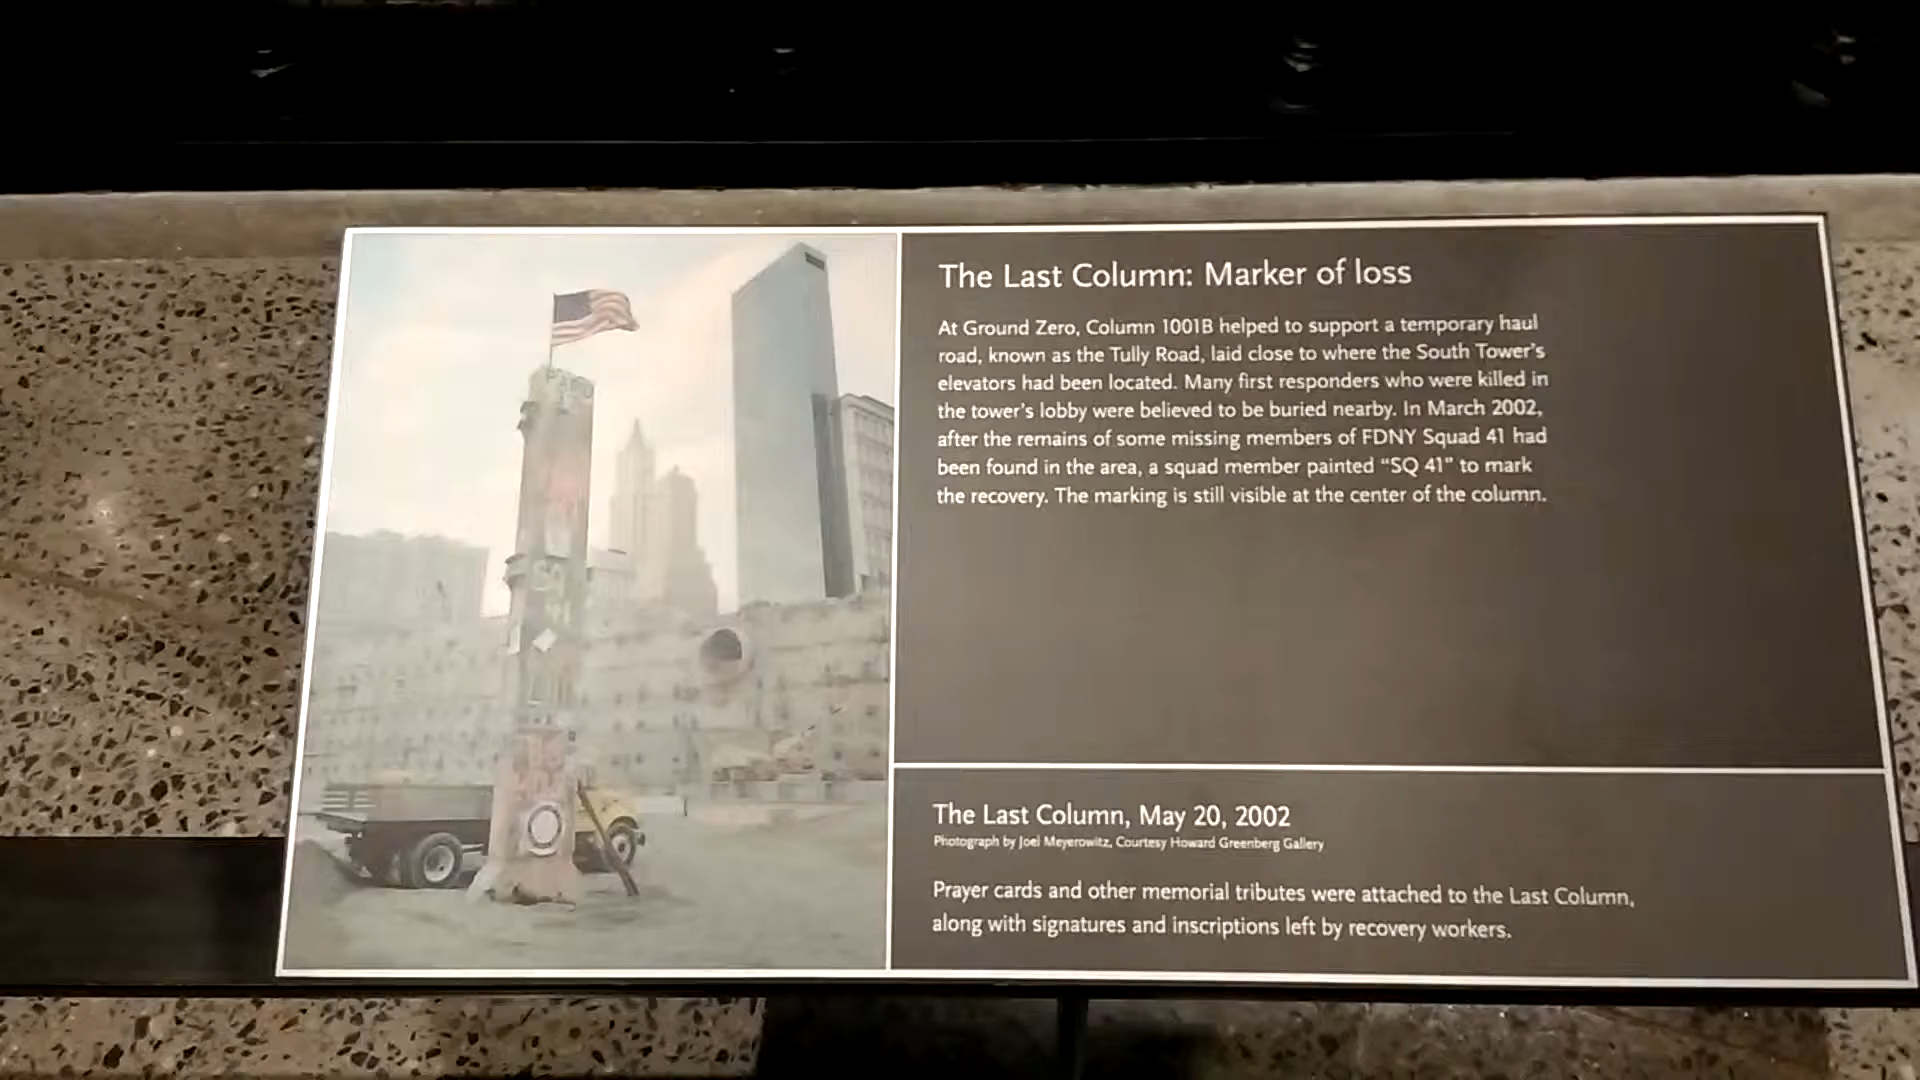 The Last Column: Marker of loss
At Ground Zero, Column 1001B helped to support a temporary haul
road, known as the Tully Road, laid close to where the South Tower's
elevators had been located. Many first responders who were killed in
the tower's lobby were believed to be buried nearby. In March 2002,
after the remains of some missing members of FDNY Squad 41 had
been found in the area, a squad member painted “SQ 41” to mark
the recovery. The marking is still visible at the center of the column.
The Last Column, May 20, 2002
Photograph by Joel Meyerowitz, Courtesy Howard Greenberg Gallery
Prayer cards and other memorial tributes were attached to the Last Column,
along with signatures and inscriptions left by recovery workers.